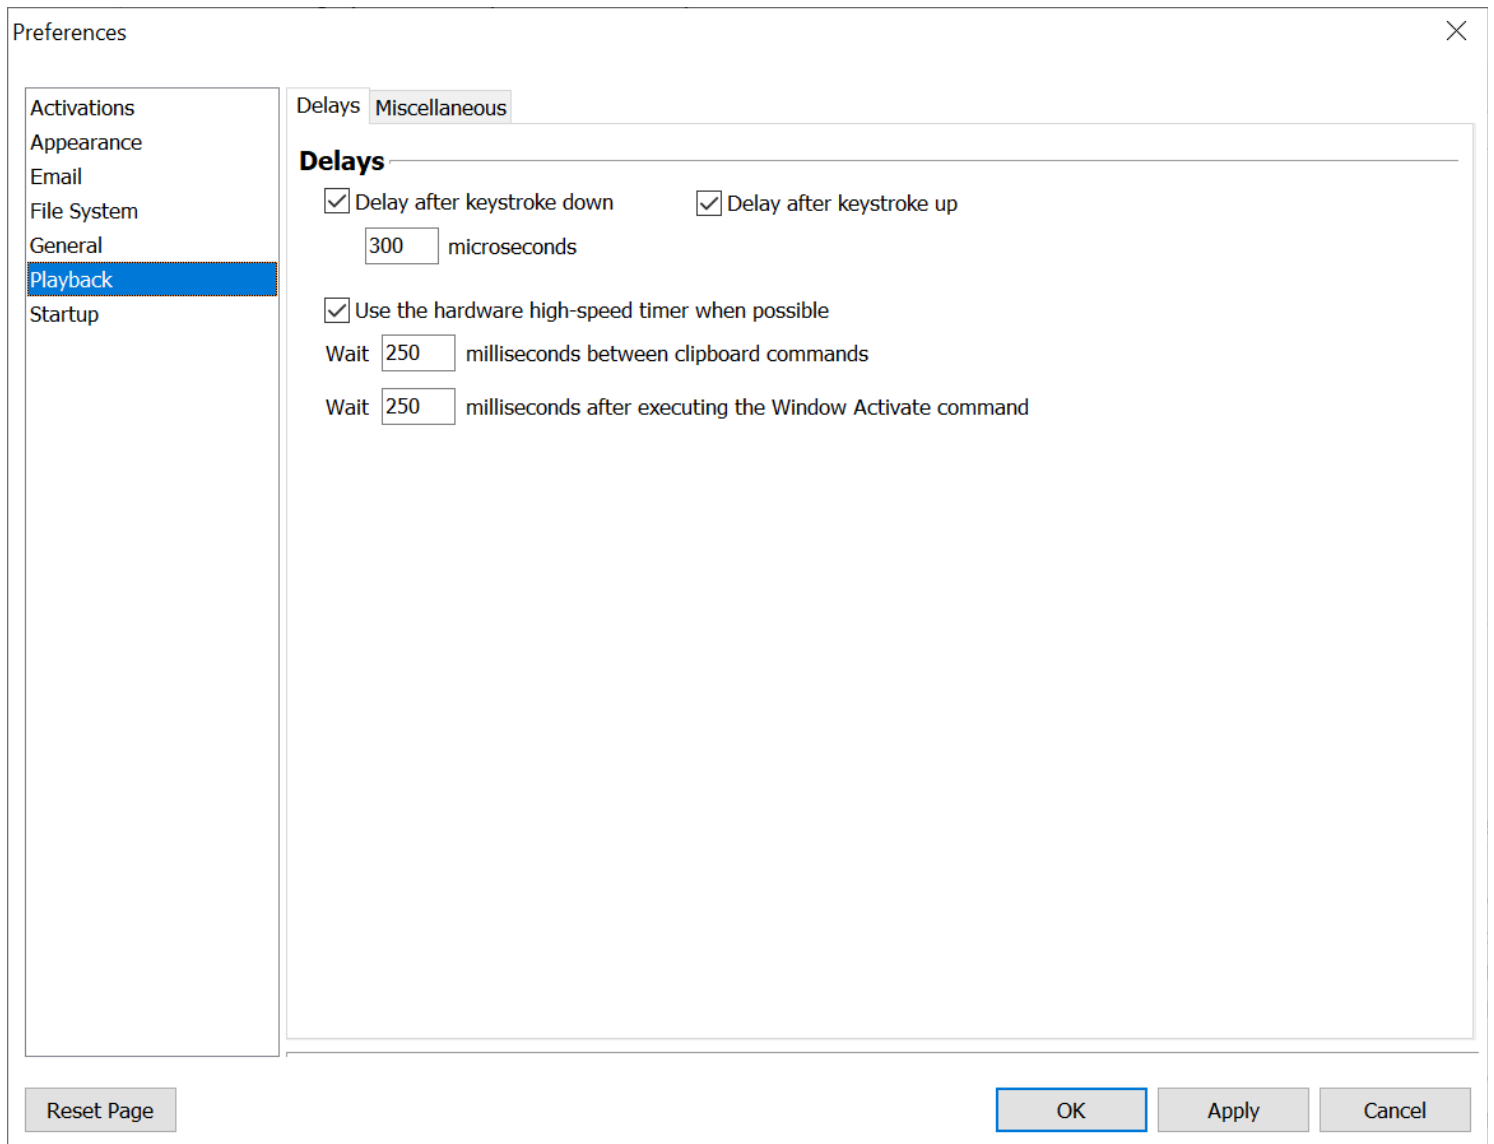 Preferences
Activations
Appearance
Email
File System
General
Playback
Startup
Delays Miscellaneous
Delays
Delay after keystroke down Delay after keystroke up
300 microseconds
Use the hardware high-speed timer when possible
Wait 250 milliseconds between clipboard commands
Wait 250 milliseconds after executing the Window Activate command
Reset Page OK Apply Cancel